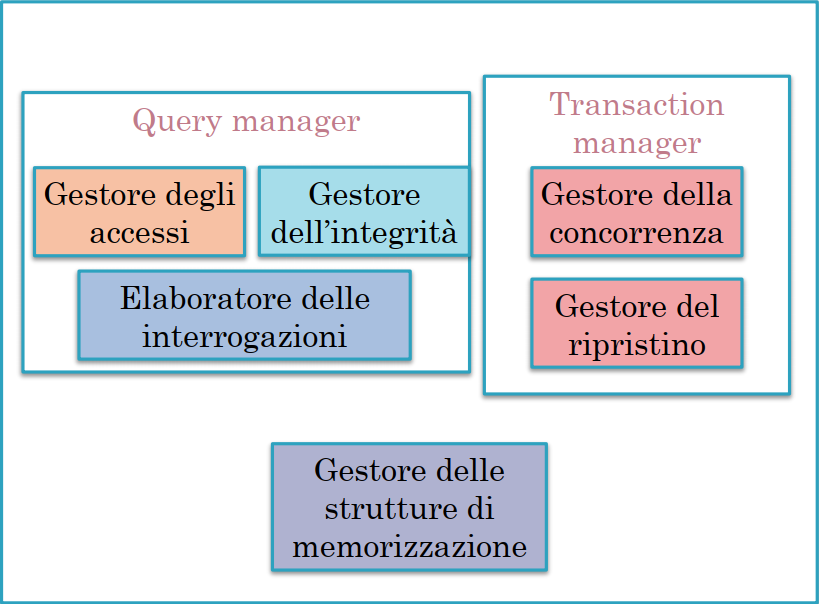 Query manager
Gestore degli
accessi
Gestore
dell'integrità
Elaboratore delle
interrogazioni
Transaction
manager
Gestore della
concorrenza
Gestore del
ripristino
Gestore delle
strutture di
memorizzazione